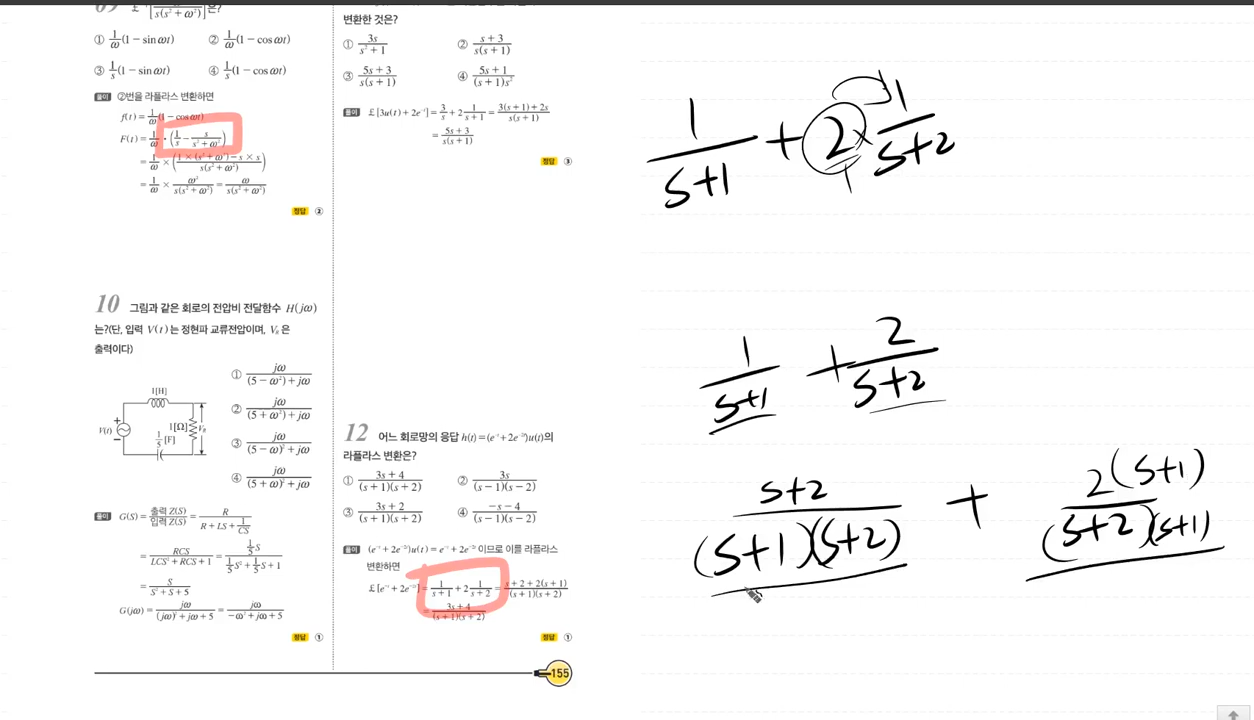 £ [ω/s(s²+ω²)]은?
① 1/ω(1−sin ωt) ② 1/ω(1−cos ωt)
③ 1/s(1−sin ωt) ④ 1/s(1−cos ωt)
풀이 ②번을 라플라스 변환하면
f(t) = 1/ω(1−cos ωt)
F(t) = 1/ω · (1/s − s/(s²+ω²))
= 1/ω × (1×(s²+ω²)−s×s)/(s(s²+ω²))
= 1/ω × ω²/(s(s²+ω²)) = ω/(s(s²+ω²))
정답 ②
10 그림과 같은 회로의 전압비 전달함수 H(jω)
는?(단, 입력 V(t)는 정현파 교류전압이며, V_R은
출력이다)
1[H]
V(t)
+
−
1[Ω]
V_R
1/5 [F]
① jω/((5−ω²)+jω)
② jω/((5+ω²)+jω)
③ jω/((5−ω)²+jω)
④ jω/((5+ω)²+jω)
풀이 G(S) = 출력 Z(S)/입력 Z(S) = R/(R+LS+1/CS)
= RCS/(LCS²+RCS+1) = (1/5 S)/(1/5 S²+1/5 S+1)
= S/(S²+S+5)
G(jω) = jω/((jω)²+jω+5) = jω/(−ω²+jω+5)
정답 ①
변환한 것은?
① 3s/(s²+1) ② (s+3)/(s(s+1))
③ (5s+3)/(s(s+1)) ④ (5s+1)/((s+1)s²)
풀이 £[3u(t)+2e⁻ᵗ] = 3/s + 2 1/(s+1) = (3(s+1)+2s)/(s(s+1))
= (5s+3)/(s(s+1))
정답 ③
12 어느 회로망의 응답 h(t)=(e⁻ᵗ+2e⁻²ᵗ)u(t)의
라플라스 변환은?
① (3s+4)/((s+1)(s+2)) ② 3s/((s−1)(s−2))
③ (3s+2)/((s+1)(s+2)) ④ (−s−4)/((s−1)(s−2))
풀이 (e⁻ᵗ+2e⁻²ᵗ)u(t) = e⁻ᵗ+2e⁻²ᵗ 이므로 이를 라플라스
변환하면
£[e⁻ᵗ+2e⁻²ᵗ] = 1/(s+1) + 2 1/(s+2) = (s+2+2(s+1))/((s+1)(s+2))
= (3s+4)/((s+1)(s+2))
정답 ①
155
1/(s+1) + 2 × 1/(s+2)
1/(s+1) + 2/(s+2)
(s+2)/((s+1)(s+2)) + 2(s+1)/((s+2)(s+1))